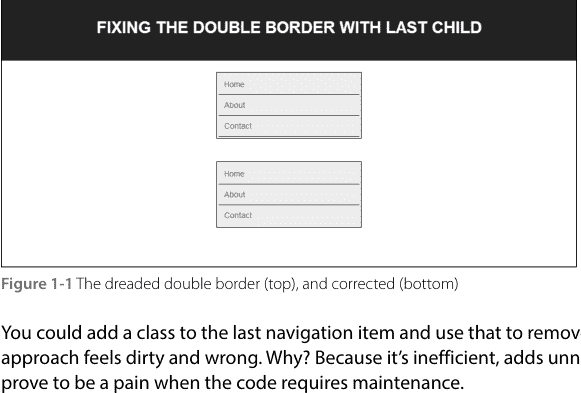 FIXING THE DOUBLE BORDER WITH LAST CHILD
Home
About
Contact
Home
About
Contact
Figure 1-1 The dreaded double border (top), and corrected (bottom)
You could add a class to the last navigation item and use that to remov
approach feels dirty and wrong. Why? Because it’s inefficient, adds unn
prove to be a pain when the code requires maintenance.